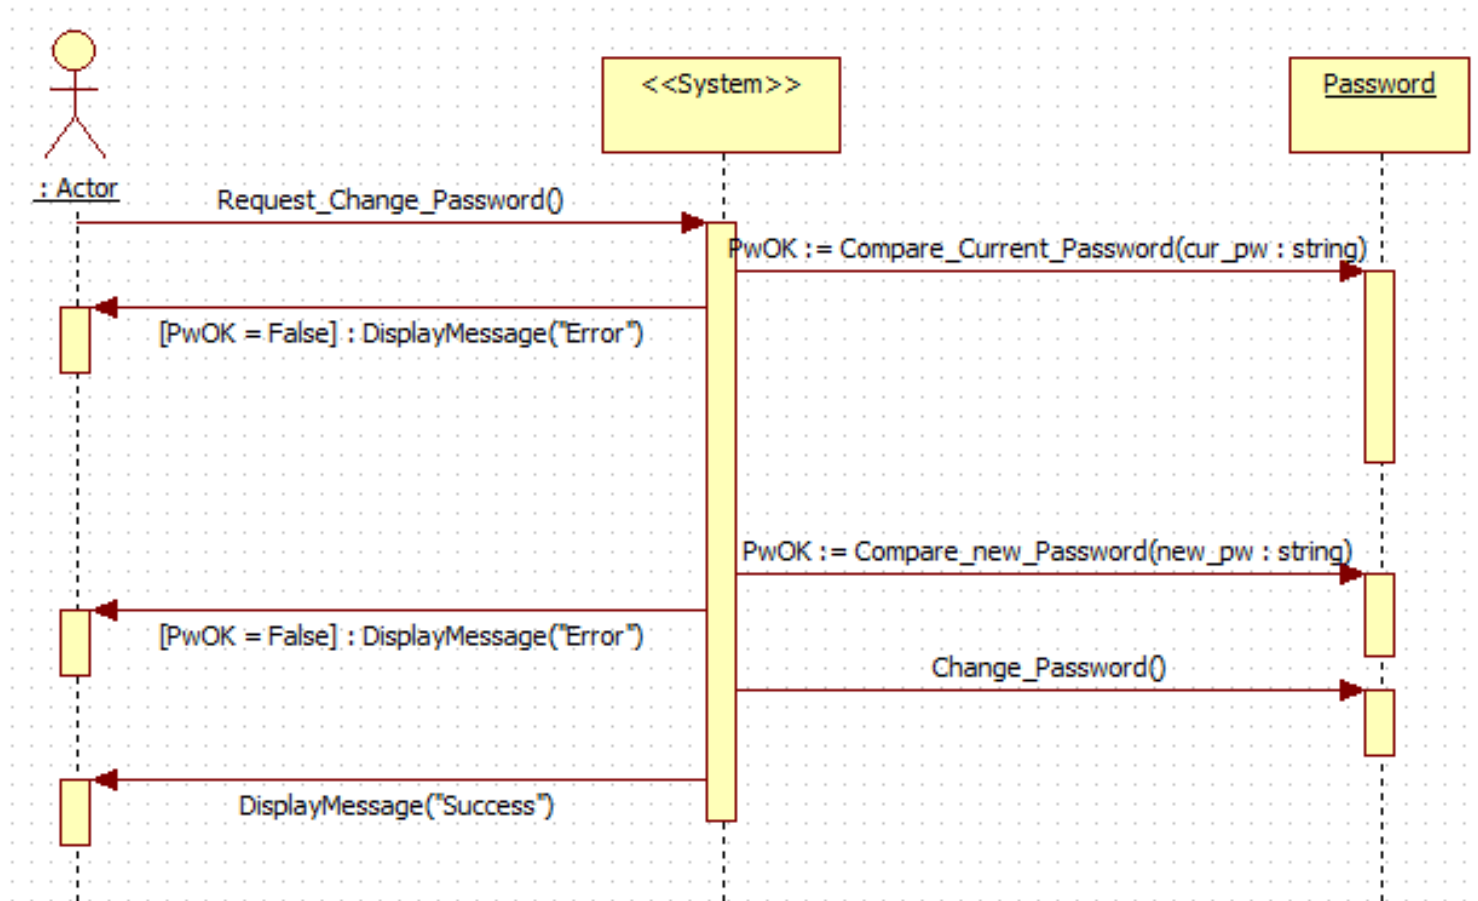 <<System>>
Password
: Actor
Request_Change_Password()
PwOK := Compare_Current_Password(cur_pw : string)
[PwOK = False] : DisplayMessage("Error")
PwOK := Compare_new_Password(new_pw : string)
[PwOK = False] : DisplayMessage("Error")
Change_Password()
DisplayMessage("Success")